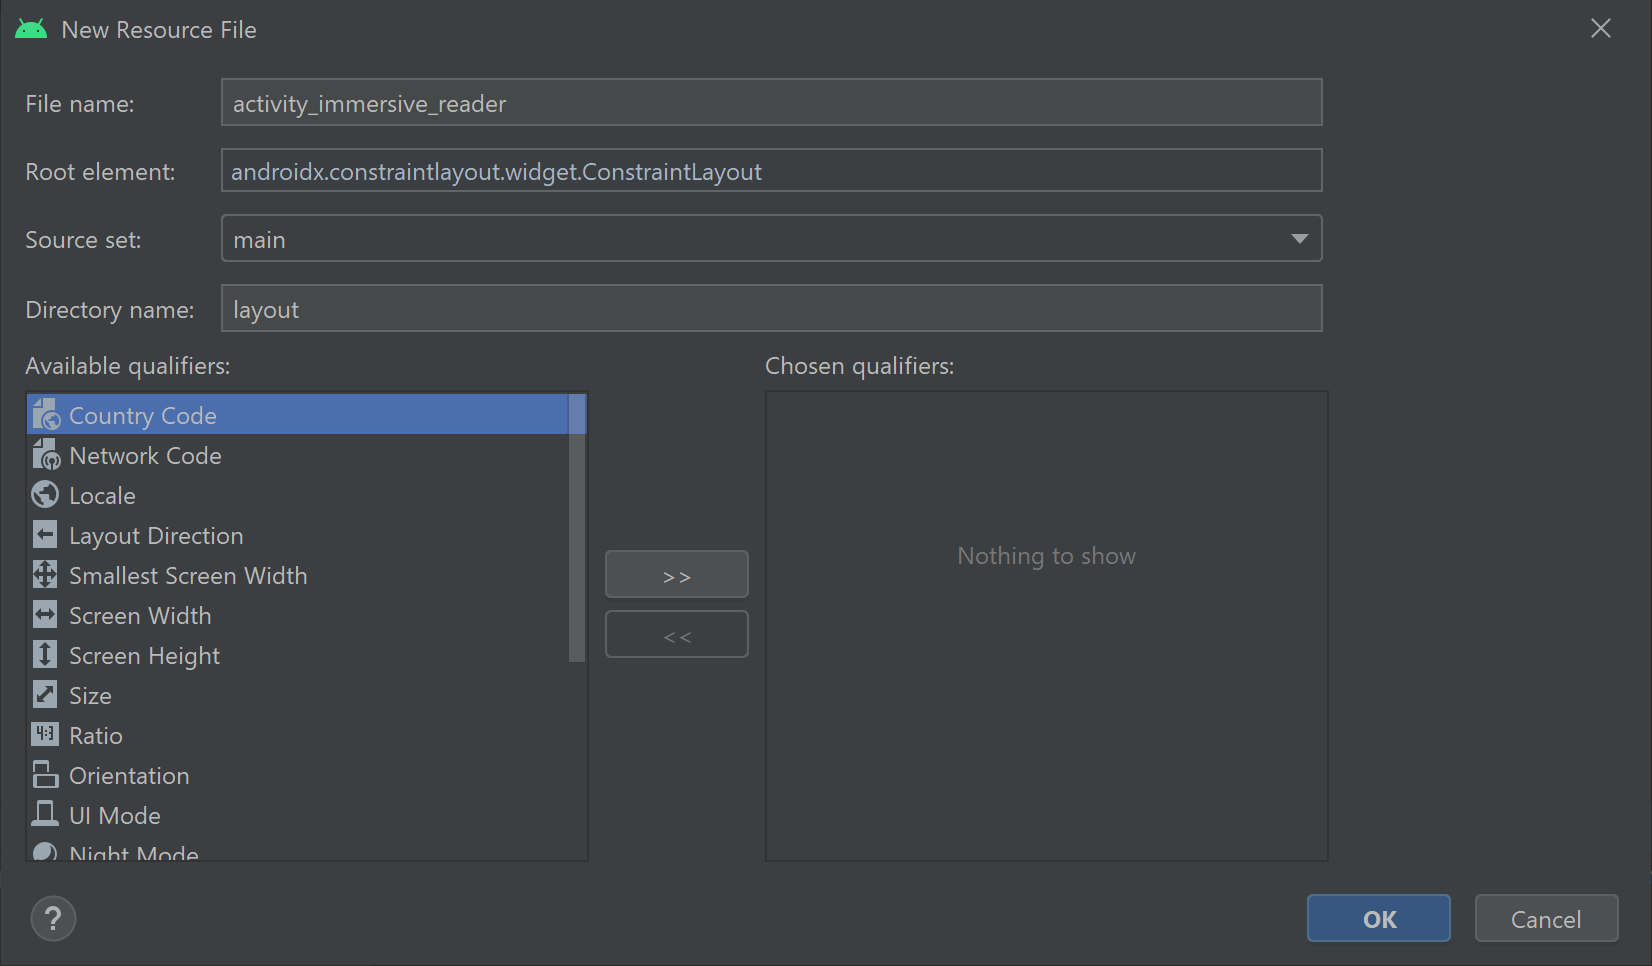 New Resource File
File name:
activity_immersive_reader
Root element:
androidx.constraintlayout.widget.ConstraintLayout
Source set:
main
Directory name:
layout
Available qualifiers:
Chosen qualifiers:
Country Code
Network Code
Locale
Layout Direction
Smallest Screen Width
Screen Width
Screen Height
Size
4:3 Ratio
Orientation
UI Mode
Night Mode
>>
<<
Nothing to show
?
OK
Cancel